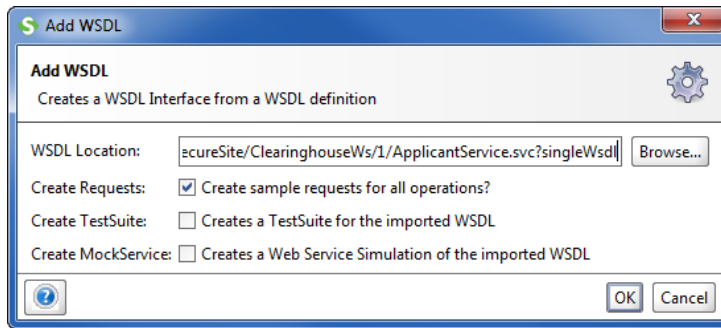 Add WSDL
Add WSDL
Creates a WSDL Interface from a WSDL definition
WSDL Location: ecureSite/ClearinghouseWs/1/ApplicantService.svc?singleWsdl Browse...
Create Requests: Create sample requests for all operations?
Create TestSuite: Creates a TestSuite for the imported WSDL
Create MockService: Creates a Web Service Simulation of the imported WSDL
OK Cancel